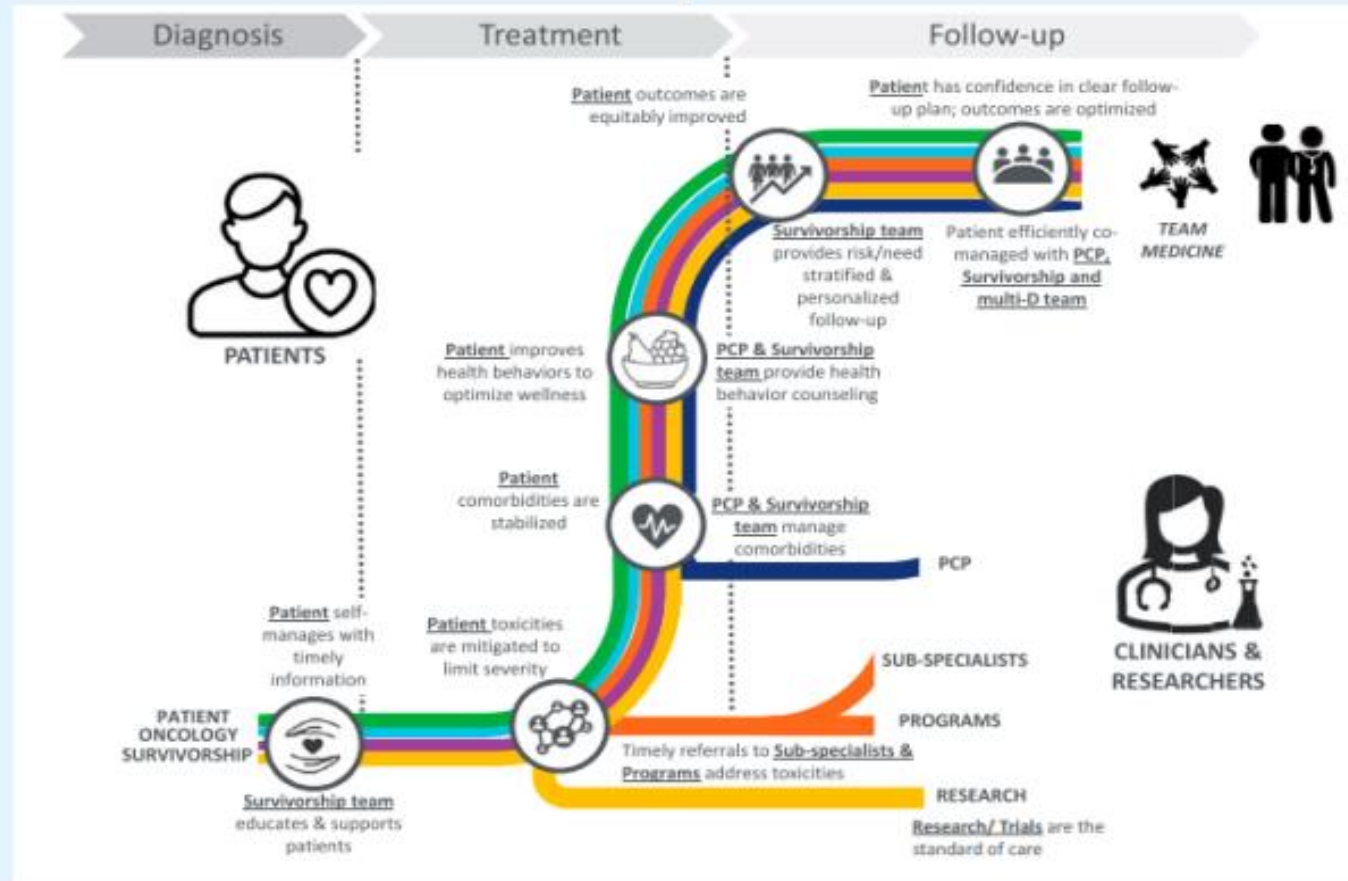 Diagnosis
Treatment
Follow-up
Patient outcomes are
equitably improved
Patient has confidence in clear follow-
up plan; outcomes are optimized
TEAM
MEDICINE
Survivorship team
provides risk/need
stratified &
personalized
follow-up
Patient efficiently co-
managed with PCP,
Survivorship and
multi-D team
PATIENTS
Patient improves
health behaviors to
optimize wellness
PCP & Survivorship
team provide health
behavior counseling
Patient
comorbidities are
stabilized
PCP & Survivorship
team manage
comorbidities
PCP
Patient self-
manages with
timely
information
Patient toxicities
are mitigated to
limit severity
CLINICIANS &
RESEARCHERS
SUB-SPECIALISTS
PROGRAMS
PATIENT
ONCOLOGY
SURVIVORSHIP
Timely referrals to Sub-specialists &
Programs address toxicities
Survivorship team
educates & supports
patients
RESEARCH
Research/ Trials are the
standard of care